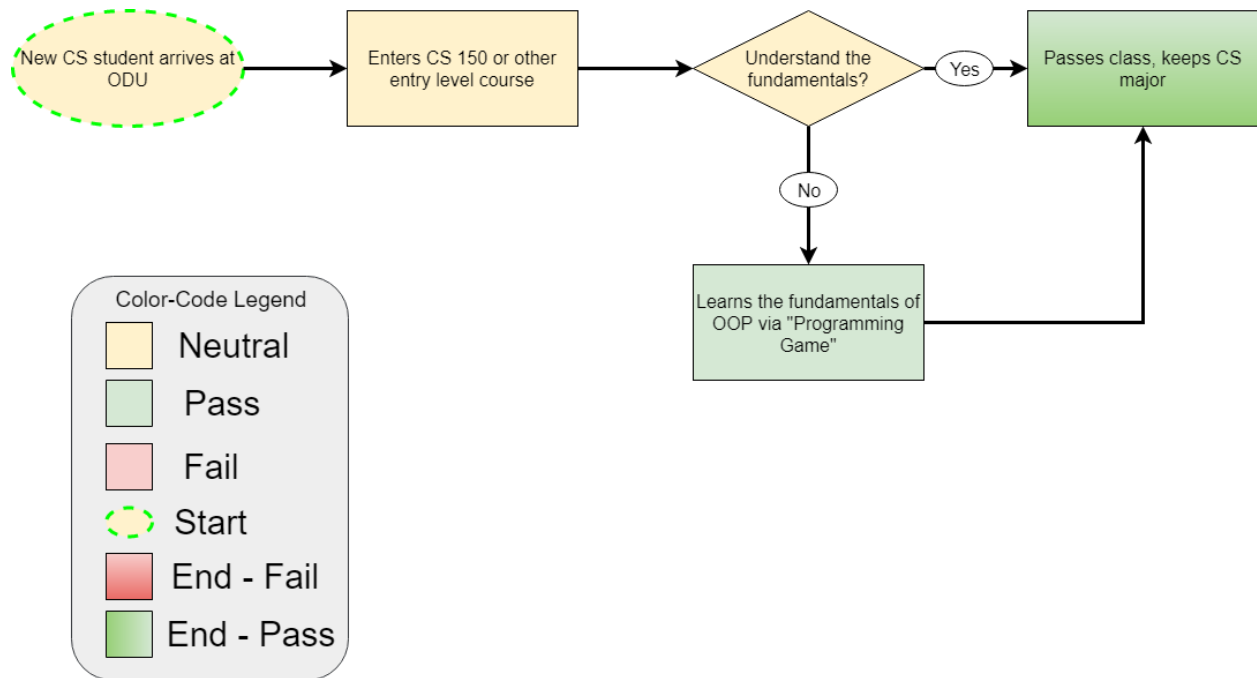 New CS student arrives at
ODU
Enters CS 150 or other
entry level course
Understand the
fundamentals?
Yes
Passes class, keeps CS
major
No
Learns the fundamentals of
OOP via "Programming
Game"
Color-Code Legend
Neutral
Pass
Fail
Start
End - Fail
End - Pass